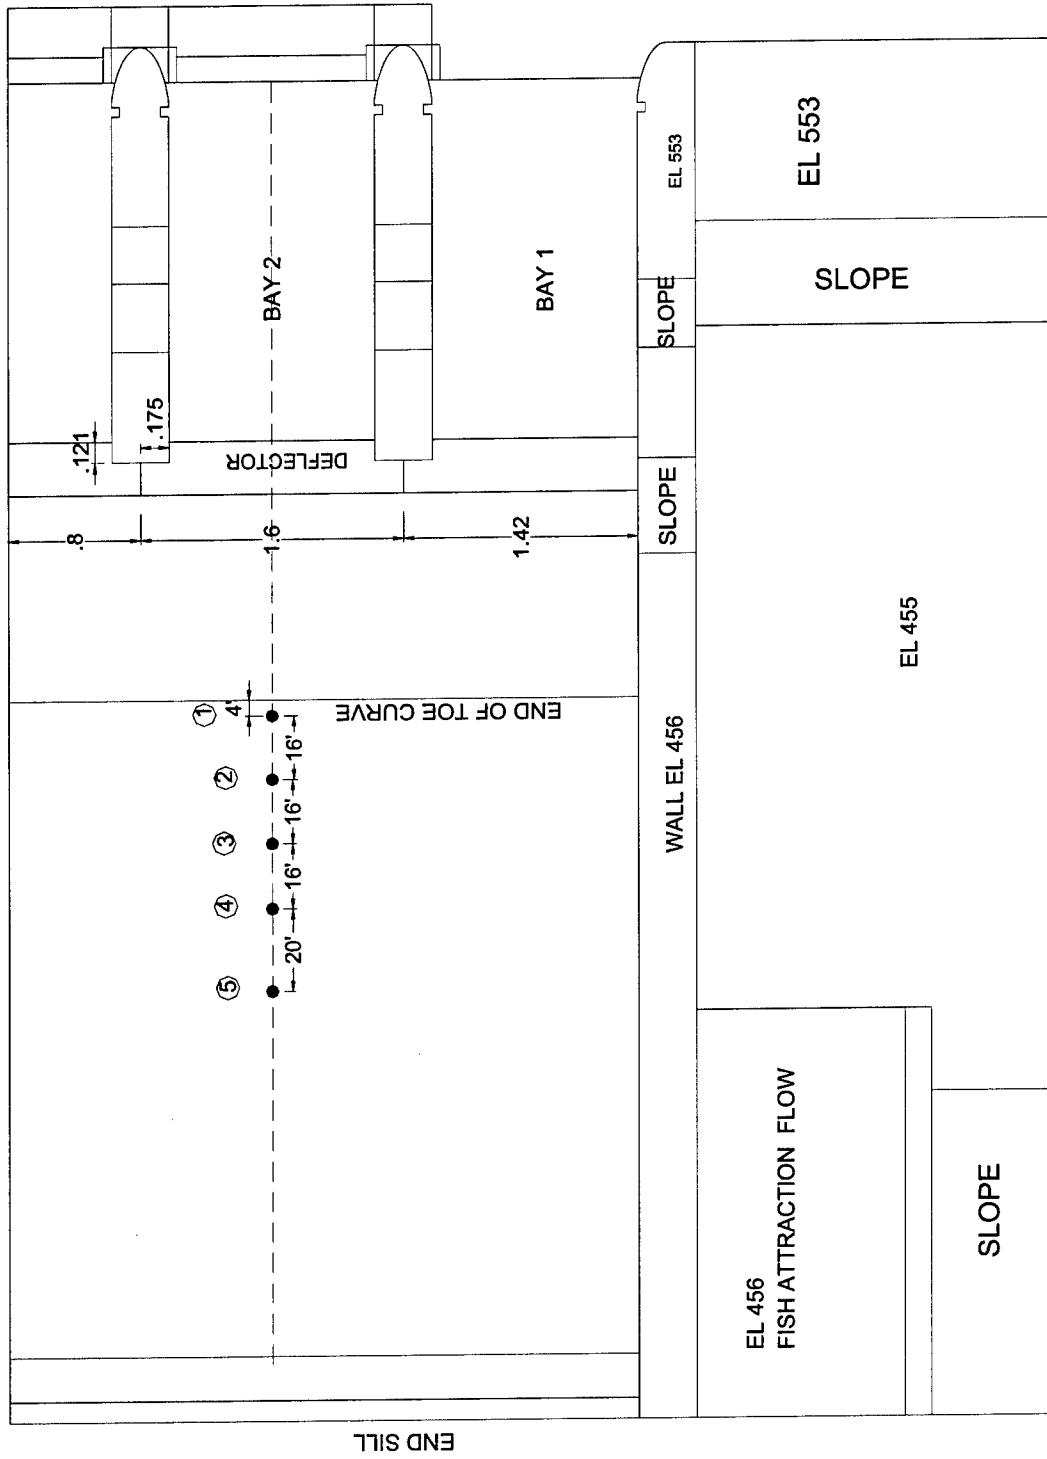 EL 553
EL 553
BAY 2
BAY 1
SLOPE
SLOPE
.175
.121
DEFLECTOR
.8
1.6
1.42
SLOPE
EL 455
1
4'
END OF TOE CURVE
2
16'
3
16'
4
16'
5
20'
WALL EL 456
EL 456
FISH ATTRACTION FLOW
SLOPE
END SILL